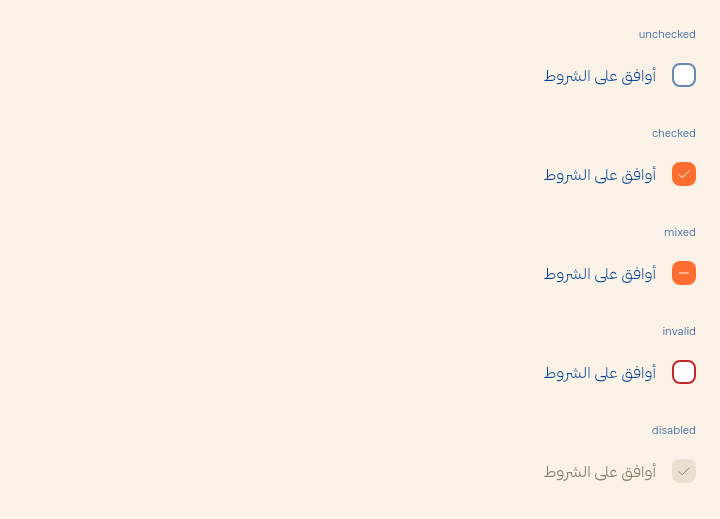 unchecked
أوافق على الشروط
checked
أوافق على الشروط
mixed
أوافق على الشروط
invalid
أوافق على الشروط
disabled
أوافق على الشروط